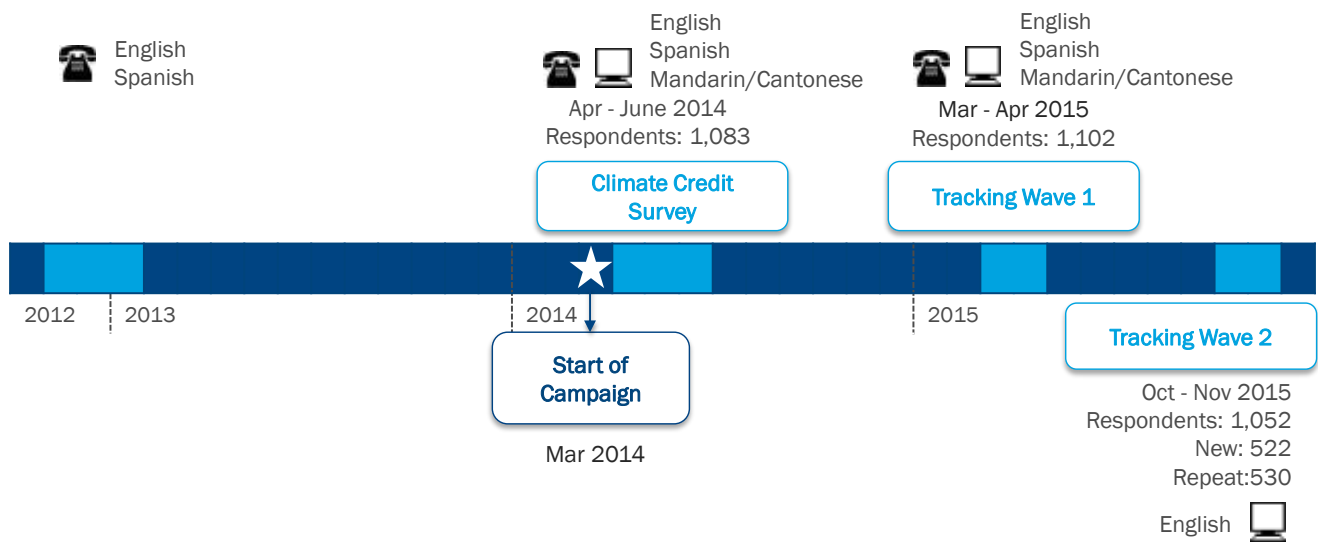 English
Spanish
English
Spanish
Mandarin/Cantonese
Apr - June 2014
Respondents: 1,083
Climate Credit
Survey
English
Spanish
Mandarin/Cantonese
Mar - Apr 2015
Respondents: 1,102
Tracking Wave 1
2012
2013
2014
2015
Start of
Campaign
Mar 2014
Tracking Wave 2
Oct - Nov 2015
Respondents: 1,052
New: 522
Repeat:530
English